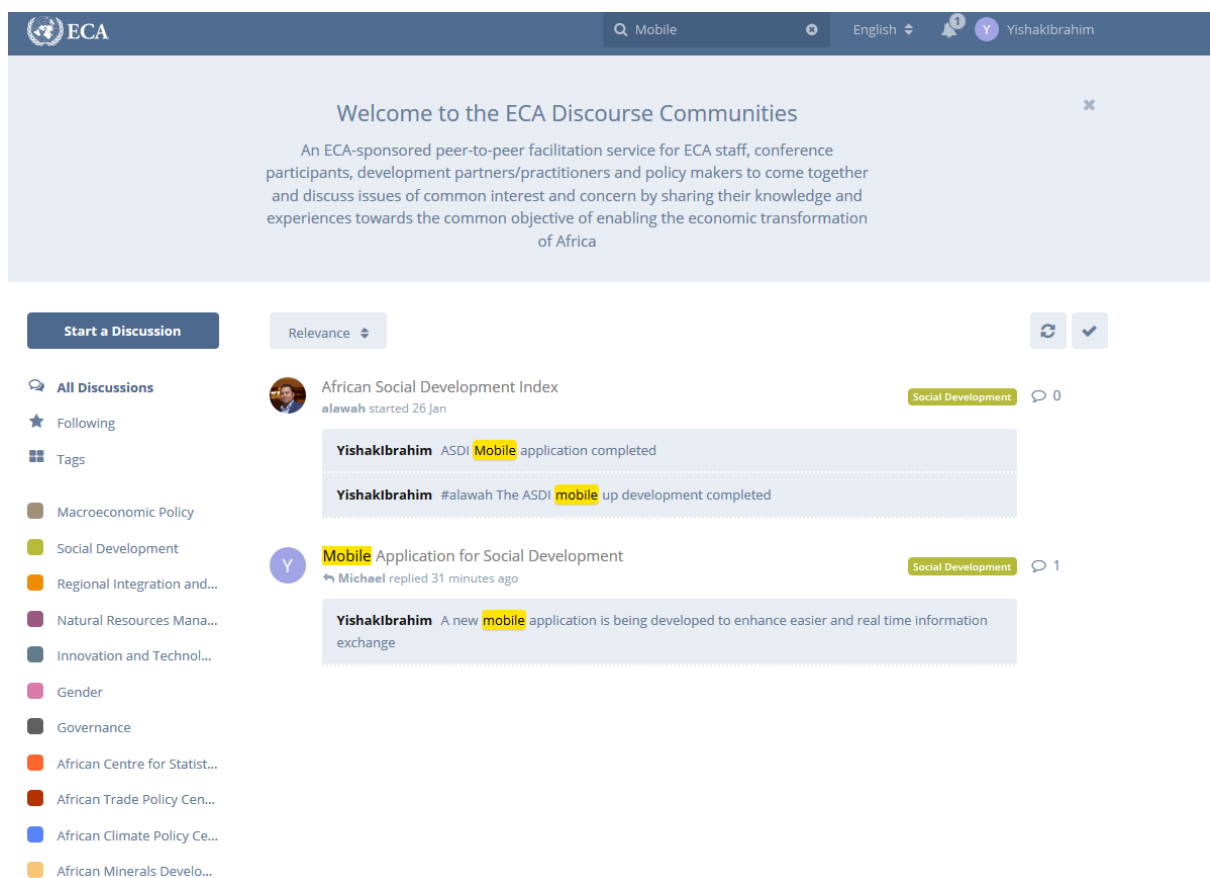 ECA
Mobile
English
1
Y
YishakIbrahim
Welcome to the ECA Discourse Communities
An ECA-sponsored peer-to-peer facilitation service for ECA staff, conference
participants, development partners/practitioners and policy makers to come together
and discuss issues of common interest and concern by sharing their knowledge and
experiences towards the common objective of enabling the economic transformation
of Africa
Start a Discussion
Relevance
All Discussions
Following
Tags
Macroeconomic Policy
Social Development
Regional Integration and...
Natural Resources Mana...
Innovation and Technol...
Gender
Governance
African Centre for Statist...
African Trade Policy Cen...
African Climate Policy Ce...
African Minerals Develo...
African Social Development Index
alawah started 26 Jan
Social Development
0
YishakIbrahim ASDI Mobile application completed
YishakIbrahim #alawah The ASDI mobile up development completed
Y
Mobile Application for Social Development
Michael replied 31 minutes ago
Social Development
1
YishakIbrahim A new mobile application is being developed to enhance easier and real time information
exchange